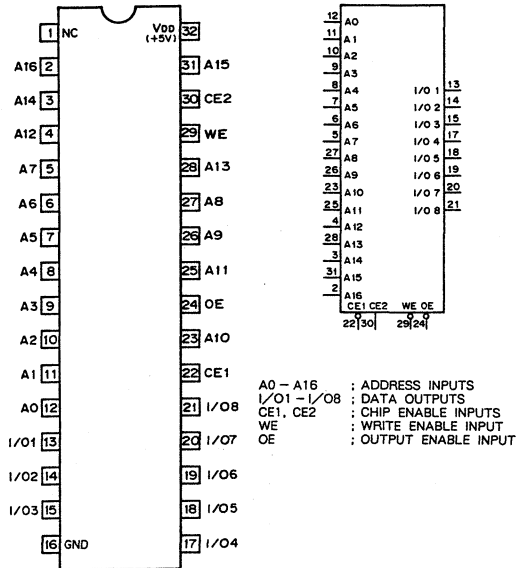 1 NC VDD (+5V) 32
A16 2 31 A15
A14 3 30 CE2
A12 4 29 WE
A7 5 28 A13
A6 6 27 A8
A5 7 26 A9
A4 8 25 A11
A3 9 24 OE
A2 10 23 A10
A1 11 22 CE1
A0 12 21 I/O8
I/O1 13 20 I/O7
I/O2 14 19 I/O6
I/O3 15 18 I/O5
16 GND 17 I/O4
12 A0
11 A1
10 A2
9 A3
8 A4 I/O 1 13
7 A5 I/O 2 14
6 A6 I/O 3 15
5 A7 I/O 4 17
27 A8 I/O 5 18
26 A9 I/O 6 19
23 A10 I/O 7 20
25 A11 I/O 8 21
4 A12
28 A13
3 A14
31 A15
2 A16
CE1 CE2 WE OE
22 30 29 24
A0 – A16 ; ADDRESS INPUTS
I/O1 – I/O8 ; DATA OUTPUTS
CE1, CE2 ; CHIP ENABLE INPUTS
WE ; WRITE ENABLE INPUT
OE ; OUTPUT ENABLE INPUT